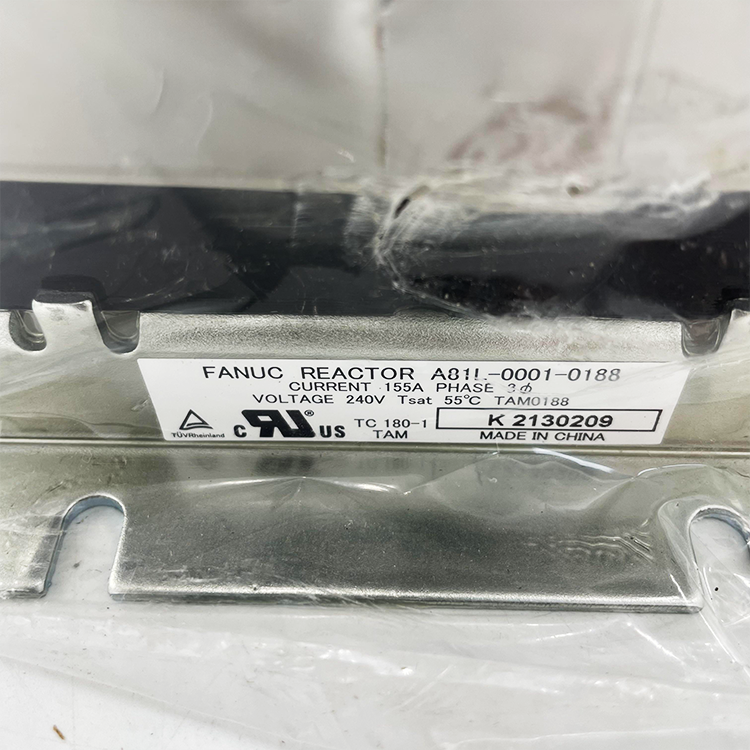 FANUC REACTOR A81L-0001-0188
CURRENT 155A PHASE 3ϕ
VOLTAGE 240V Tsat 55℃ TAM0188
TÜVRheinland
c RU US
TC 180-1
TAM
K 2130209
MADE IN CHINA